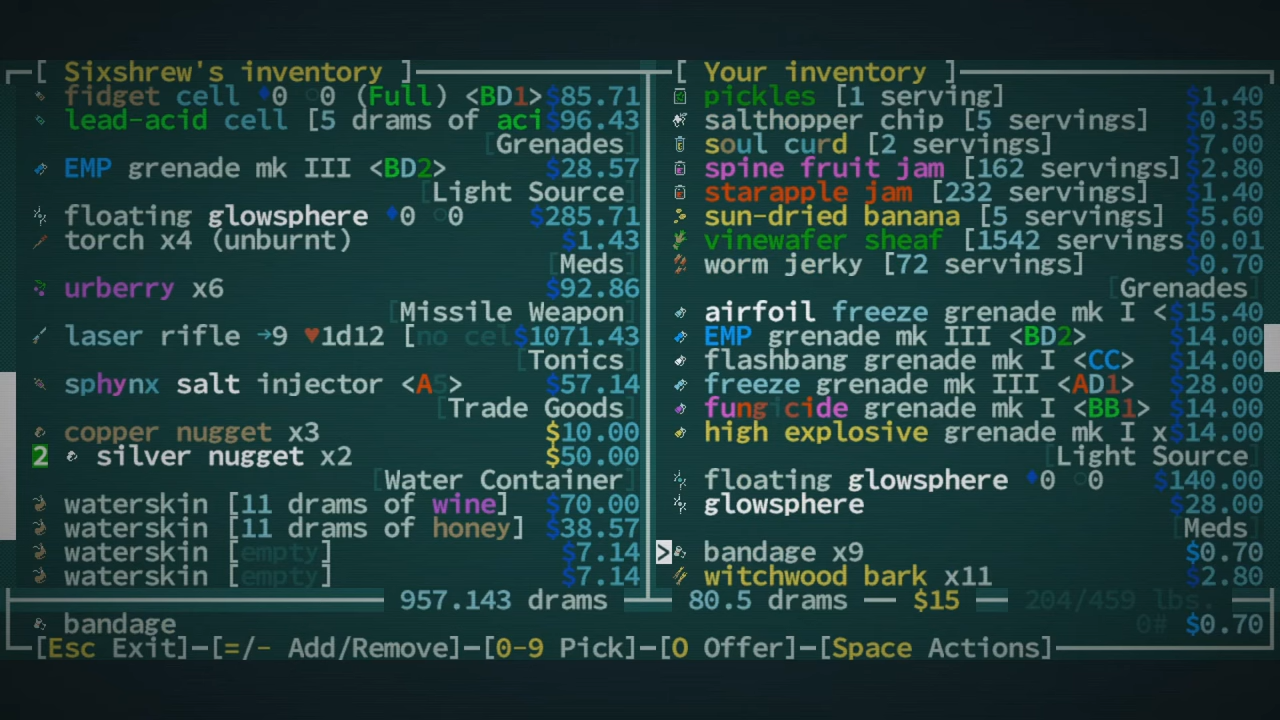 [ Sixshrew's inventory ]
fidget cell ♦0 ○0 (Full) <BD1> $85.71
lead-acid cell [5 drams of aci $96.43
[Grenades]
EMP grenade mk III <BD2> $28.57
[Light Source]
floating glowsphere ♦0 ○0 $285.71
torch x4 (unburnt) $1.43
[Meds]
urberry x6 $92.86
[Missile Weapon]
laser rifle →9 ♥1d12 [no cel $1071.43
[Tonics]
sphynx salt injector <AS> $57.14
[Trade Goods]
copper nugget x3 $10.00
2 silver nugget x2 $50.00
[Water Container]
waterskin [11 drams of wine] $70.00
waterskin [11 drams of honey] $38.57
waterskin [empty] $7.14
waterskin [empty] $7.14
957.143 drams
[ Your inventory ]
pickles [1 serving] $1.40
salthopper chip [5 servings] $0.35
soul curd [2 servings] $7.00
spine fruit jam [162 servings] $2.80
starapple jam [232 servings] $1.40
sun-dried banana [5 servings] $5.60
vinewafer sheaf [1542 servings $0.01
worm jerky [72 servings] $0.70
[Grenades]
airfoil freeze grenade mk I < $15.40
EMP grenade mk III <BD2> $14.00
flashbang grenade mk I <CC> $14.00
freeze grenade mk III <AD1> $28.00
fungicide grenade mk I <BB1> $14.00
high explosive grenade mk I x $14.00
[Light Source]
floating glowsphere ♦0 ○0 $140.00
glowsphere $28.00
[Meds]
> bandage x9 $0.70
witchwood bark x11 $2.80
80.5 drams — $15 — 204/459 lbs.
bandage 0# $0.70
[Esc Exit]-[=/- Add/Remove]-[0-9 Pick]-[O Offer]-[Space Actions]